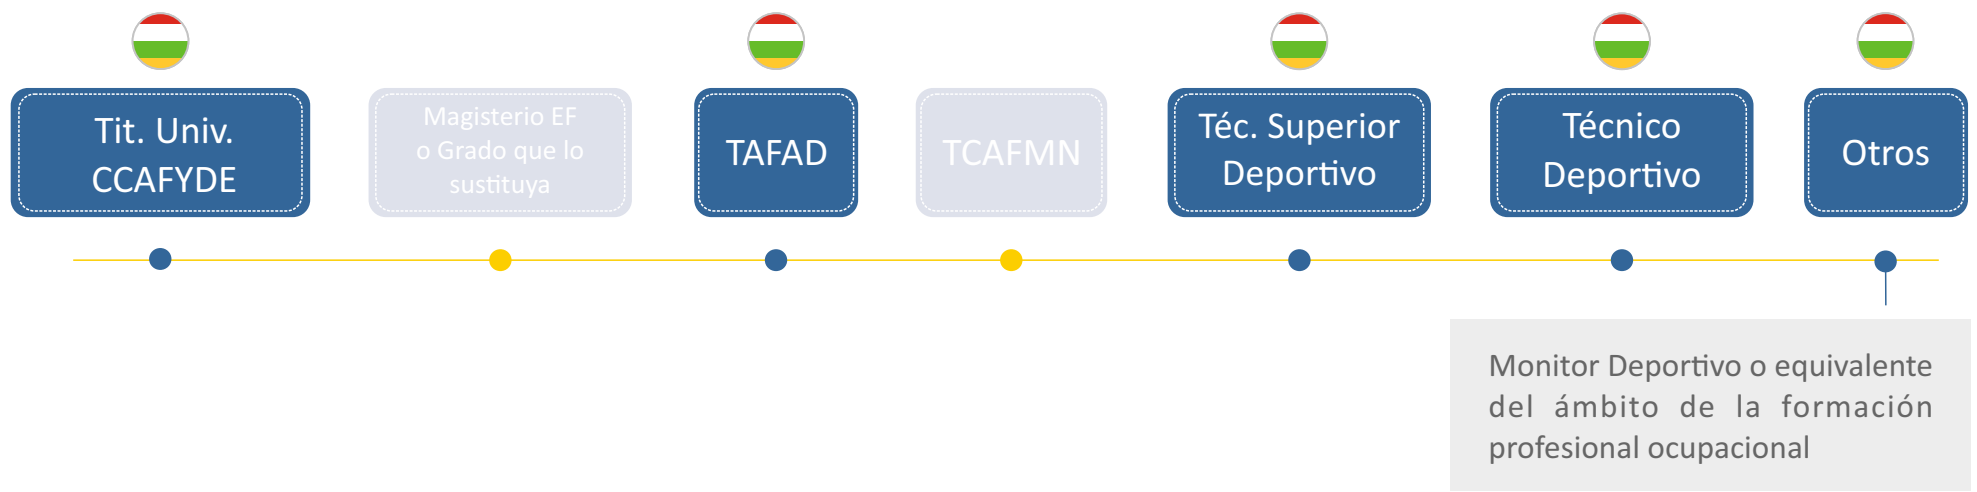 Tit. Univ.
CCAFYDE
Magisterio EF
o Grado que lo
sustituya
TAFAD
TCAFMN
Téc. Superior
Deportivo
Técnico
Deportivo
Otros
Monitor Deportivo o equivalente
del ámbito de la formación
profesional ocupacional